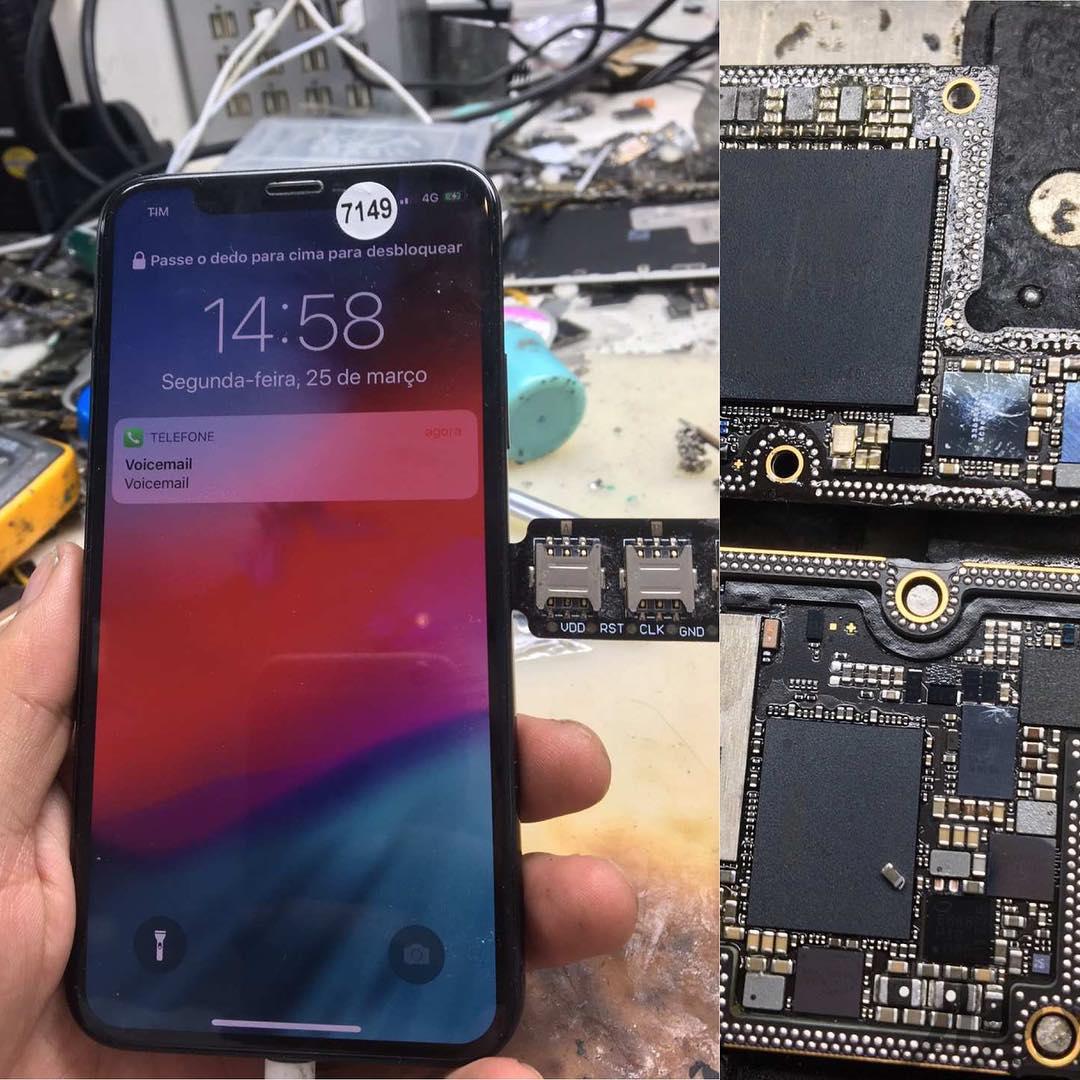 TIM
7149
4G
Passe o dedo para cima para desbloquear
14:58
Segunda-feira, 25 de março
TELEFONE
agora
Voicemail
Voicemail
VDD RST CLK GND